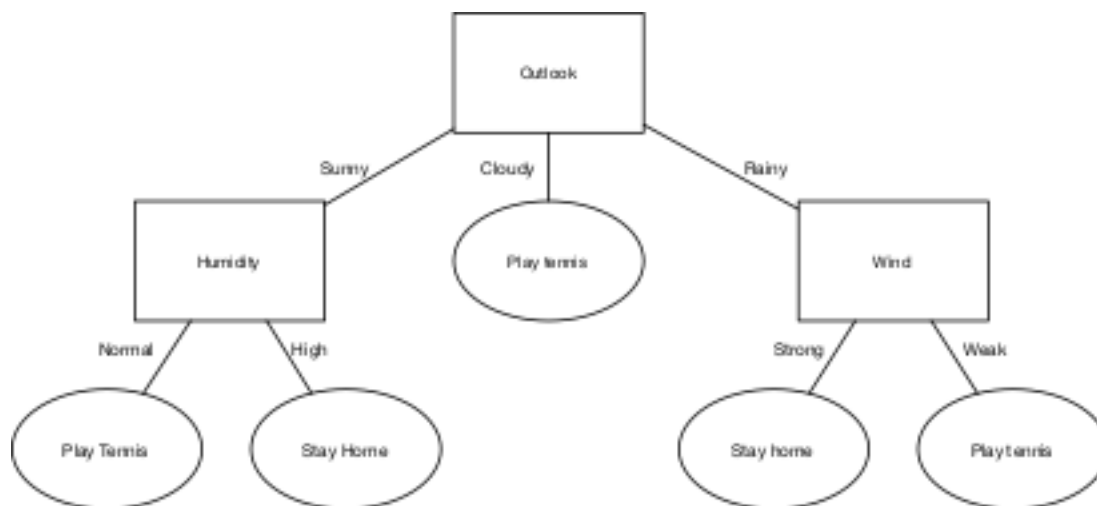 Outlook
Sunny
Cloudy
Rainy
Humidity
Play tennis
Wind
Normal
High
Strong
Weak
Play Tennis
Stay Home
Stay home
Play tennis